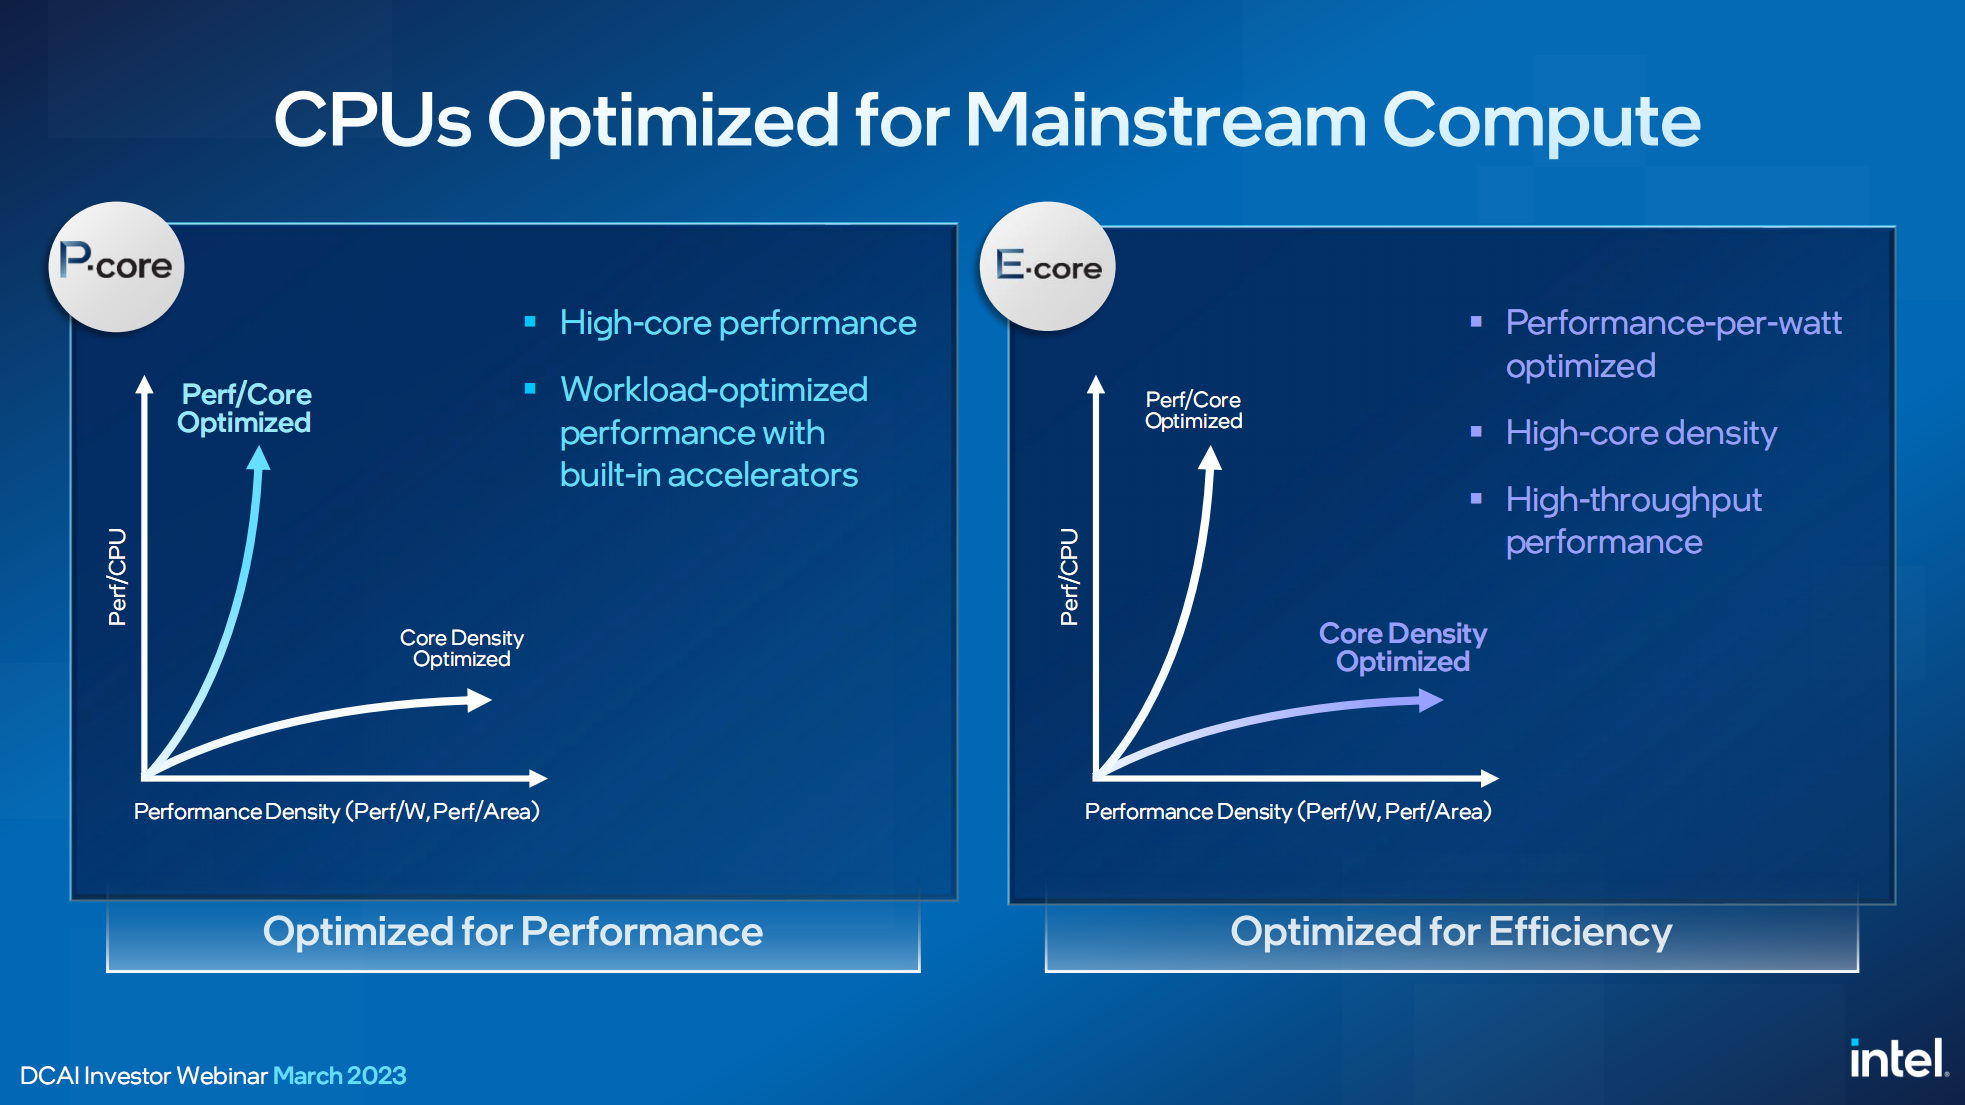 CPUs Optimized for Mainstream Compute
P-core
High-core performance
Workload-optimized
performance with
built-in accelerators
Perf/Core
Optimized
Perf/CPU
Core Density
Optimized
Performance Density (Perf/W, Perf/Area)
Optimized for Performance
E-core
Performance-per-watt
optimized
High-core density
High-throughput
performance
Perf/Core
Optimized
Perf/CPU
Core Density
Optimized
Performance Density (Perf/W, Perf/Area)
Optimized for Efficiency
DCAI Investor Webinar March 2023
intel.